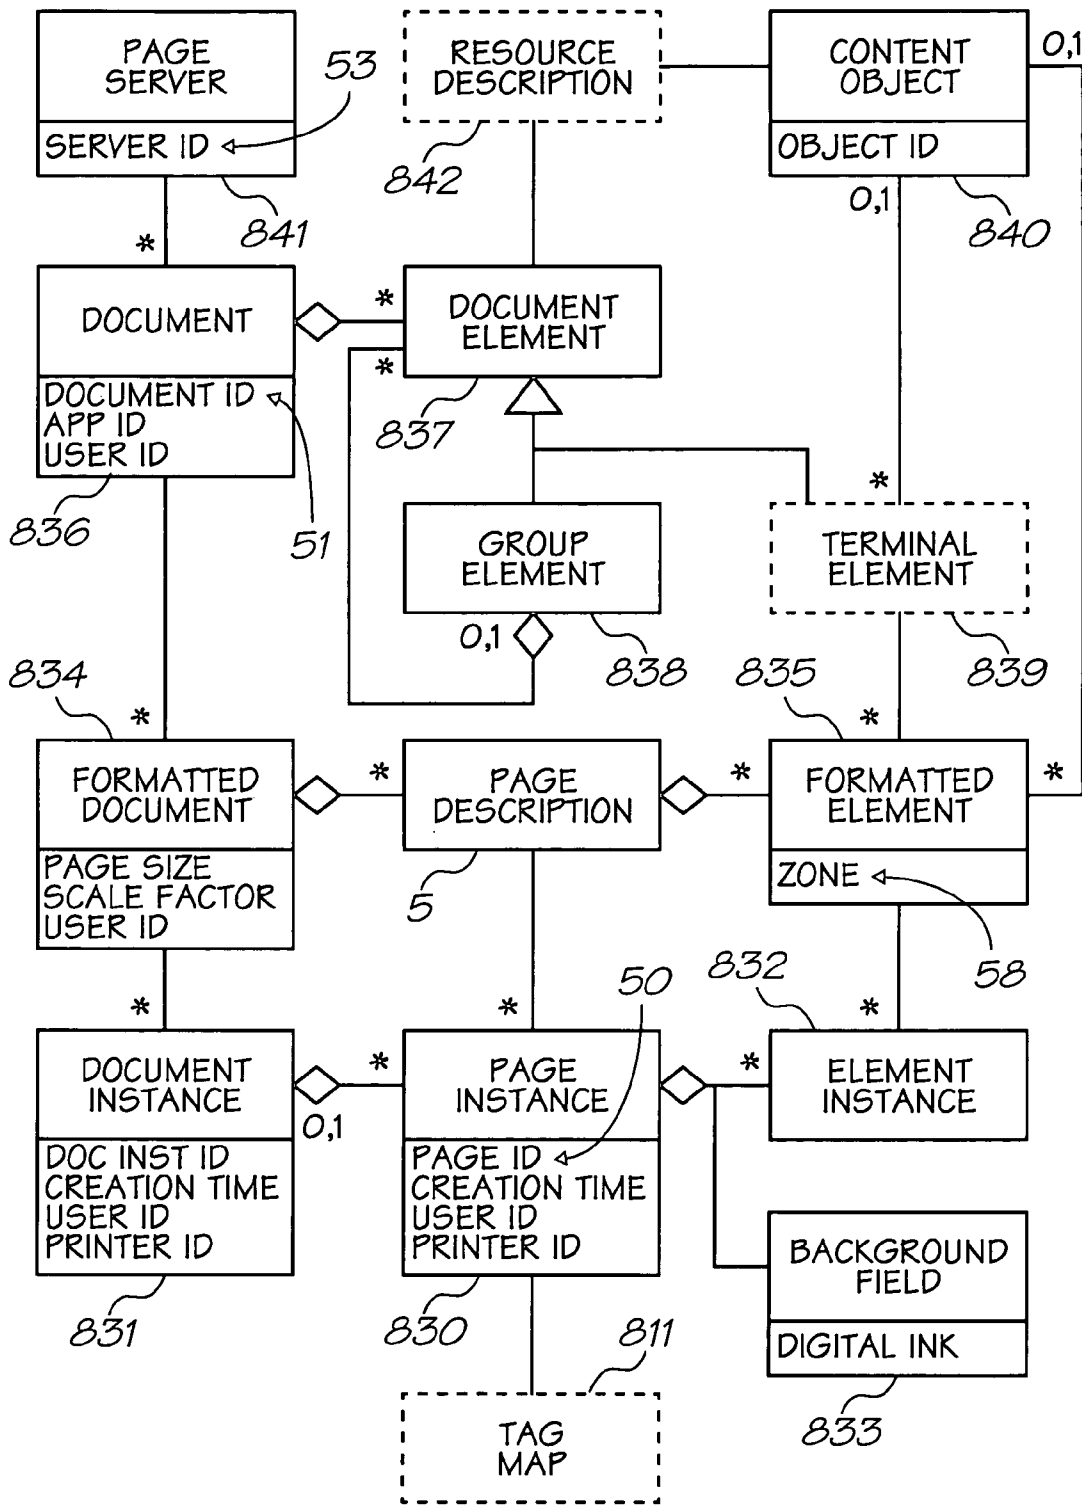 PAGE
SERVER
SERVER ID
53
841
*
RESOURCE
DESCRIPTION
842
CONTENT
OBJECT
OBJECT ID
0,1
0,1
840
DOCUMENT
DOCUMENT ID
APP ID
USER ID
836
51
*
*
DOCUMENT
ELEMENT
837
GROUP
ELEMENT
0,1
838
*
TERMINAL
ELEMENT
839
834
*
FORMATTED
DOCUMENT
PAGE SIZE
SCALE FACTOR
USER ID
*
PAGE
DESCRIPTION
5
835
*
*
*
FORMATTED
ELEMENT
ZONE
58
*
DOCUMENT
INSTANCE
0,1
DOC INST ID
CREATION TIME
USER ID
PRINTER ID
831
*
*
50
PAGE
INSTANCE
PAGE ID
CREATION TIME
USER ID
PRINTER ID
830
832
*
*
ELEMENT
INSTANCE
BACKGROUND
FIELD
DIGITAL INK
833
811
TAG
MAP